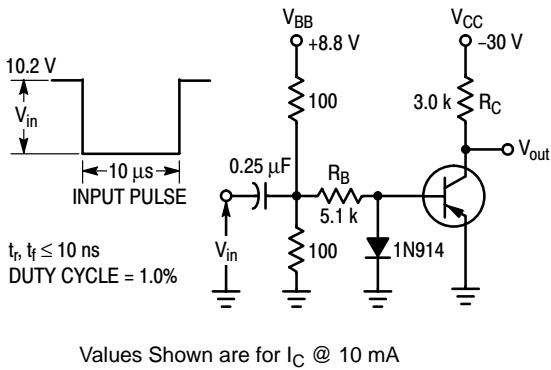 V_BB
+8.8 V
V_CC
−30 V
10.2 V
V_in
10 µs
INPUT PULSE
t_r, t_f ≤ 10 ns
DUTY CYCLE = 1.0%
0.25 µF
V_in
100
100
R_B
5.1 k
1N914
3.0 k
R_C
V_out
Values Shown are for I_C @ 10 mA